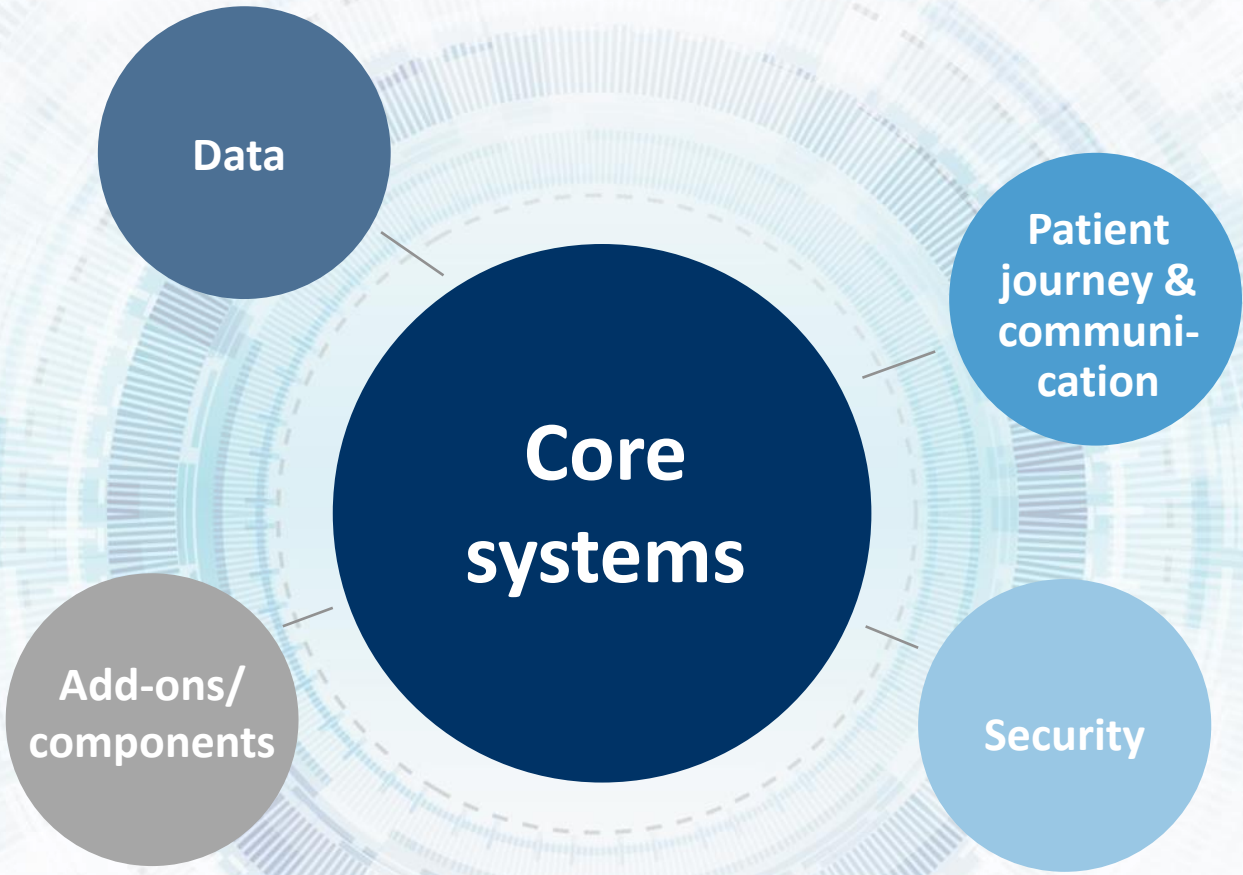 Data
Patient
journey &
communi-
cation
Core
systems
Add-ons/
components
Security